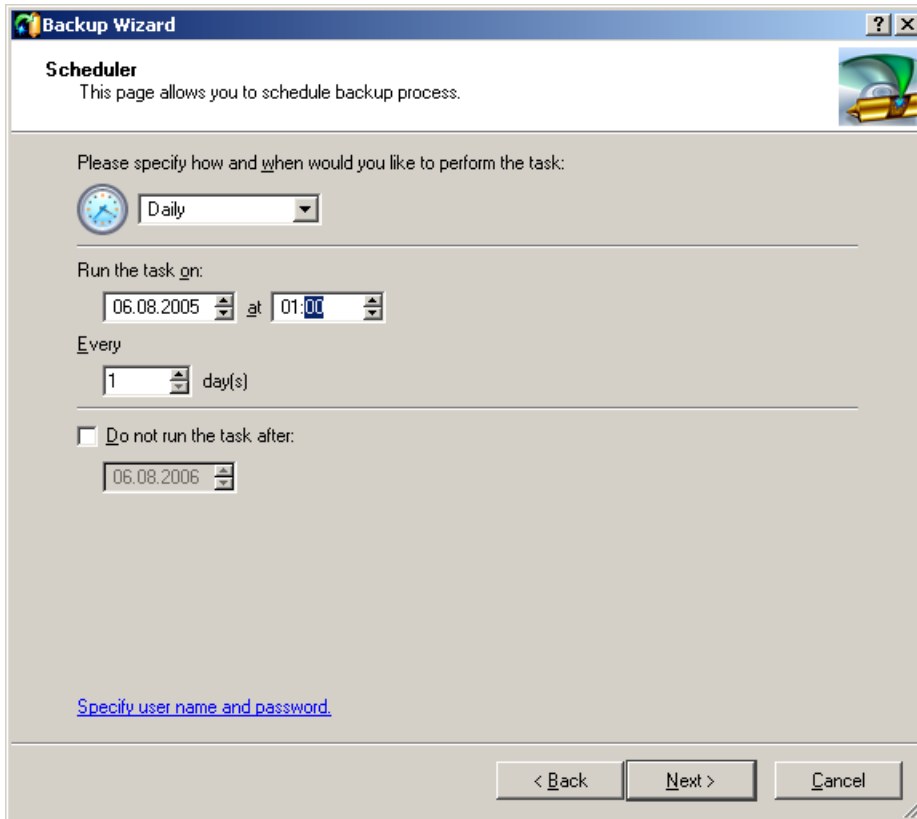 Backup Wizard
Scheduler
This page allows you to schedule backup process.
Please specify how and when would you like to perform the task:
Daily
Run the task on:
06.08.2005 at 01:00
Every
1 day(s)
Do not run the task after:
06.08.2006
Specify user name and password.
< Back Next > Cancel